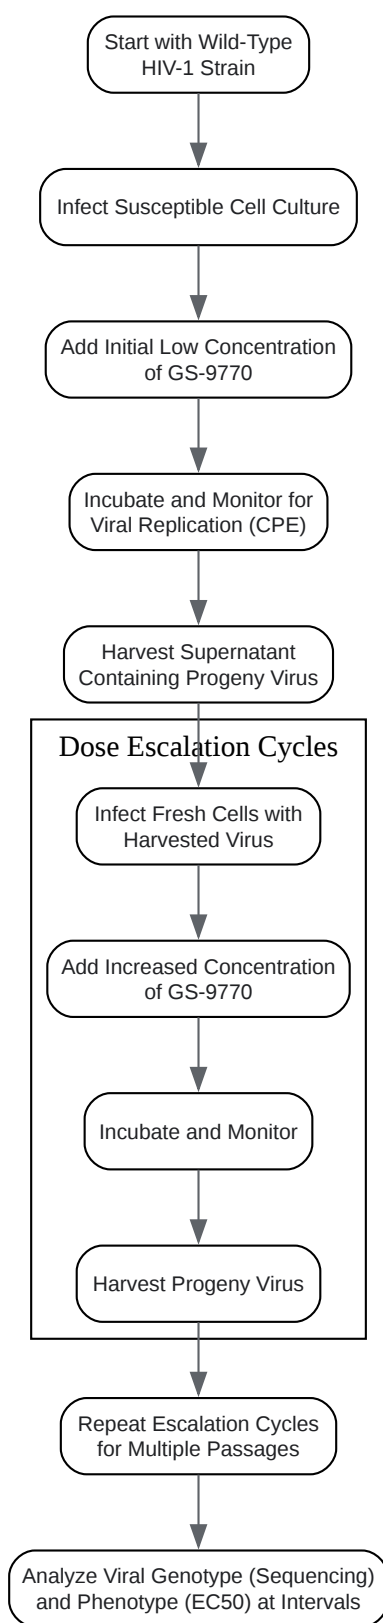 Start with Wild-Type
HIV-1 Strain
Infect Susceptible Cell Culture
Add Initial Low Concentration
of GS-9770
Incubate and Monitor for
Viral Replication (CPE)
Harvest Supernatant
Containing Progeny Virus
Dose Escalation Cycles
Infect Fresh Cells with
Harvested Virus
Add Increased Concentration
of GS-9770
Incubate and Monitor
Harvest Progeny Virus
Repeat Escalation Cycles
for Multiple Passages
Analyze Viral Genotype (Sequencing)
and Phenotype (EC50) at Intervals